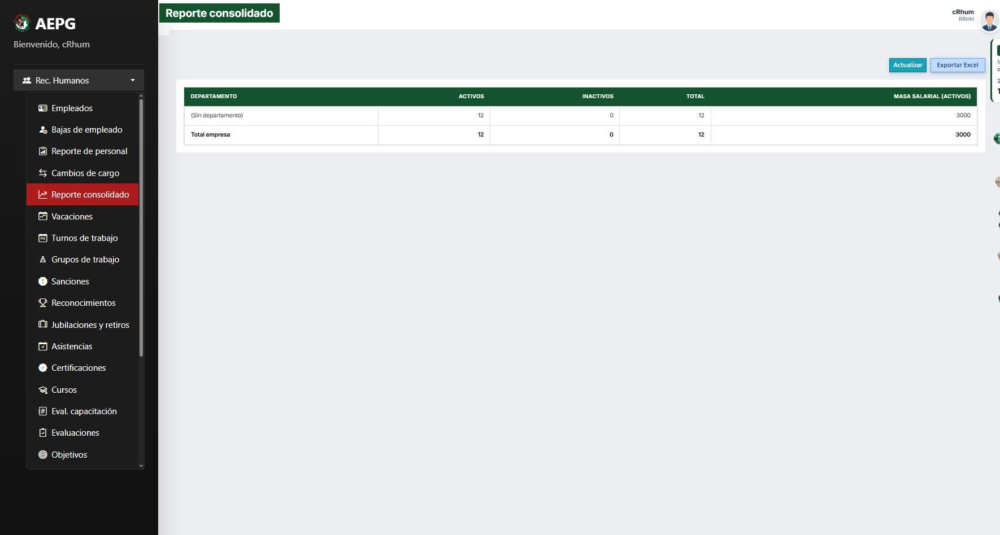 AEPG
Bienvenido, cRhum
Rec. Humanos
Empleados
Bajas de empleado
Reporte de personal
Cambios de cargo
Reporte consolidado
Vacaciones
Turnos de trabajo
Grupos de trabajo
Sanciones
Reconocimientos
Jubilaciones y retiros
Asistencias
Certificaciones
Cursos
Eval. capacitación
Evaluaciones
Objetivos
Reporte consolidado
cRhum
RRHH
Actualizar Exportar Excel
DEPARTAMENTO ACTIVOS INACTIVOS TOTAL MASA SALARIAL (ACTIVOS)
(Sin departamento) 12 0 12 3000
Total empresa 12 0 12 3000